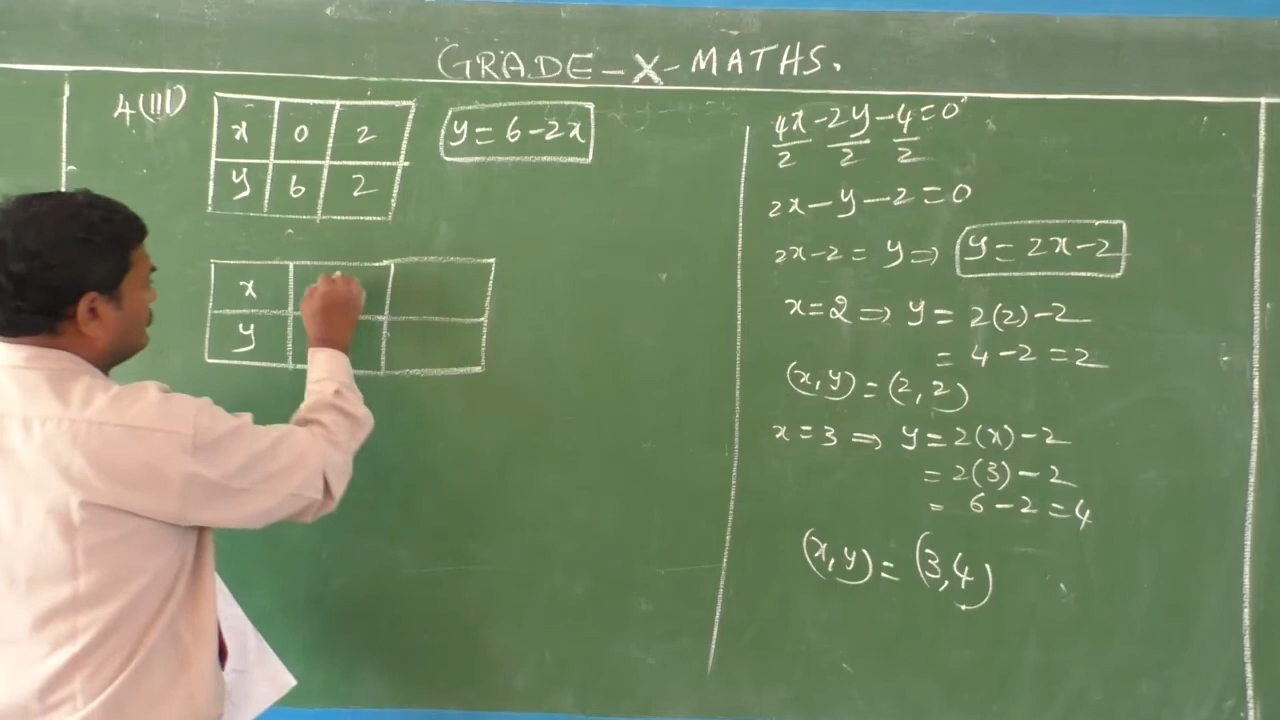 GRADE-X-MATHS.
4(III)
x 0 2
y 6 2
y = 6-2x
x
y
4x/2 - 2y/2 - 4/2 = 0
2x-y-2=0
2x-2 = y ⇒ y = 2x-2
x=2 ⇒ y = 2(2)-2
= 4-2 = 2
(x,y) = (2,2)
x=3 ⇒ y=2(x)-2
= 2(3)-2
= 6-2 = 4
(x,y) = (3,4)